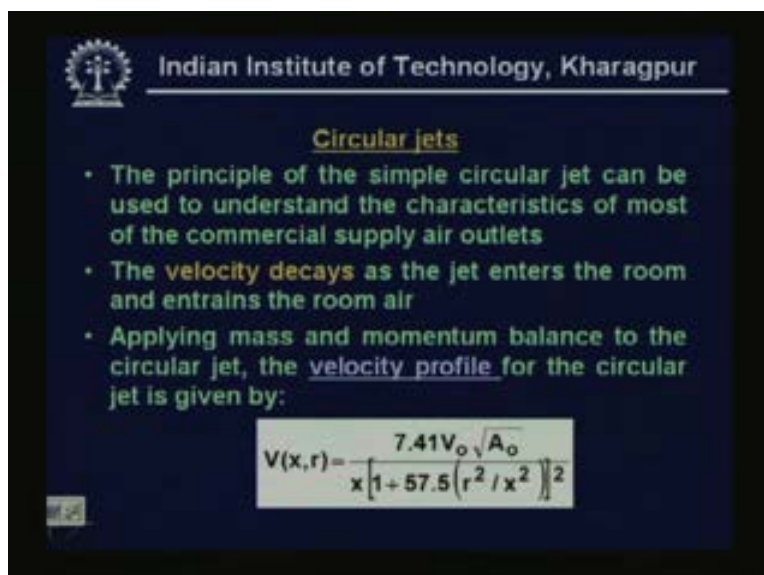 Indian Institute of Technology, Kharagpur
Circular jets
• The principle of the simple circular jet can be
used to understand the characteristics of most
of the commercial supply air outlets
• The velocity decays as the jet enters the room
and entrains the room air
• Applying mass and momentum balance to the
circular jet, the velocity profile for the circular
jet is given by:
V(x,r)= 7.41V₀√A₀ / x[1+57.5(r²/x²)]²